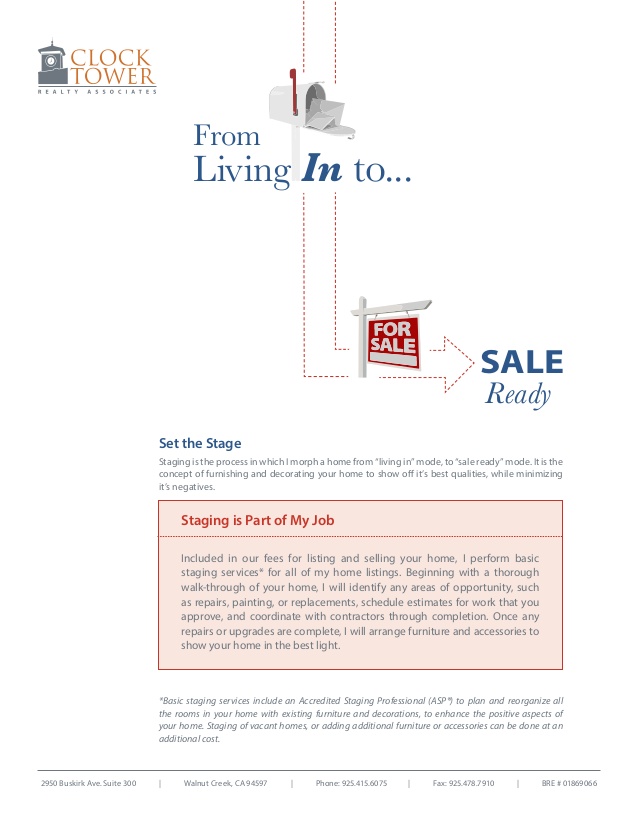 CLOCK
TOWER
REALTY ASSOCIATES
From
Living In to...
FOR
SALE
SALE
Ready
Set the Stage
Staging is the process in which I morph a home from “living in” mode, to “sale ready” mode. It is the
concept of furnishing and decorating your home to show off it’s best qualities, while minimizing
it’s negatives.
Staging is Part of My Job
Included in our fees for listing and selling your home, I perform basic
staging services* for all of my home listings. Beginning with a thorough
walk-through of your home, I will identify any areas of opportunity, such
as repairs, painting, or replacements, schedule estimates for work that you
approve, and coordinate with contractors through completion. Once any
repairs or upgrades are complete, I will arrange furniture and accessories to
show your home in the best light.
*Basic staging services include an Accredited Staging Professional (ASP®) to plan and reorganize all
the rooms in your home with existing furniture and decorations, to enhance the positive aspects of
your home. Staging of vacant homes, or adding additional furniture or accessories can be done at an
additional cost.
2950 Buskirk Ave. Suite 300 | Walnut Creek, CA 94597 | Phone: 925.415.6075 | Fax: 925.478.7910 | BRE # 01869066